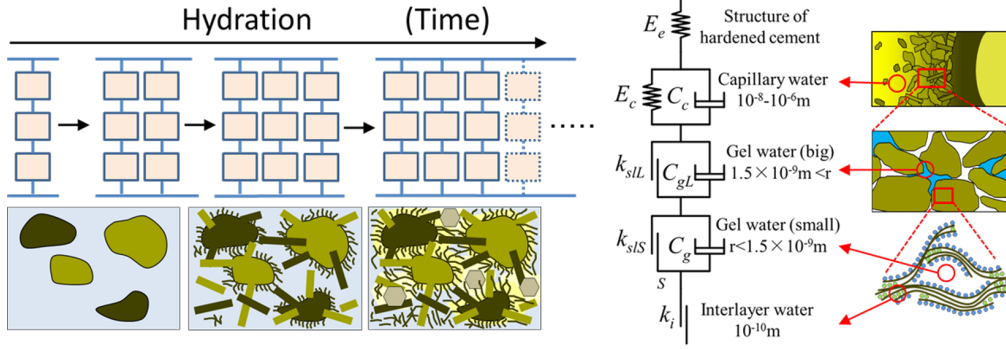 Hydration (Time)
.....
E_e
Structure of
hardened cement
E_c
C_c
Capillary water
10^-8-10^-6m
k_slL
C_gL
Gel water (big)
1.5×10^-9m <r
k_slS
C_g
Gel water (small)
r<1.5×10^-9m
s
k_i
Interlayer water
10^-10m